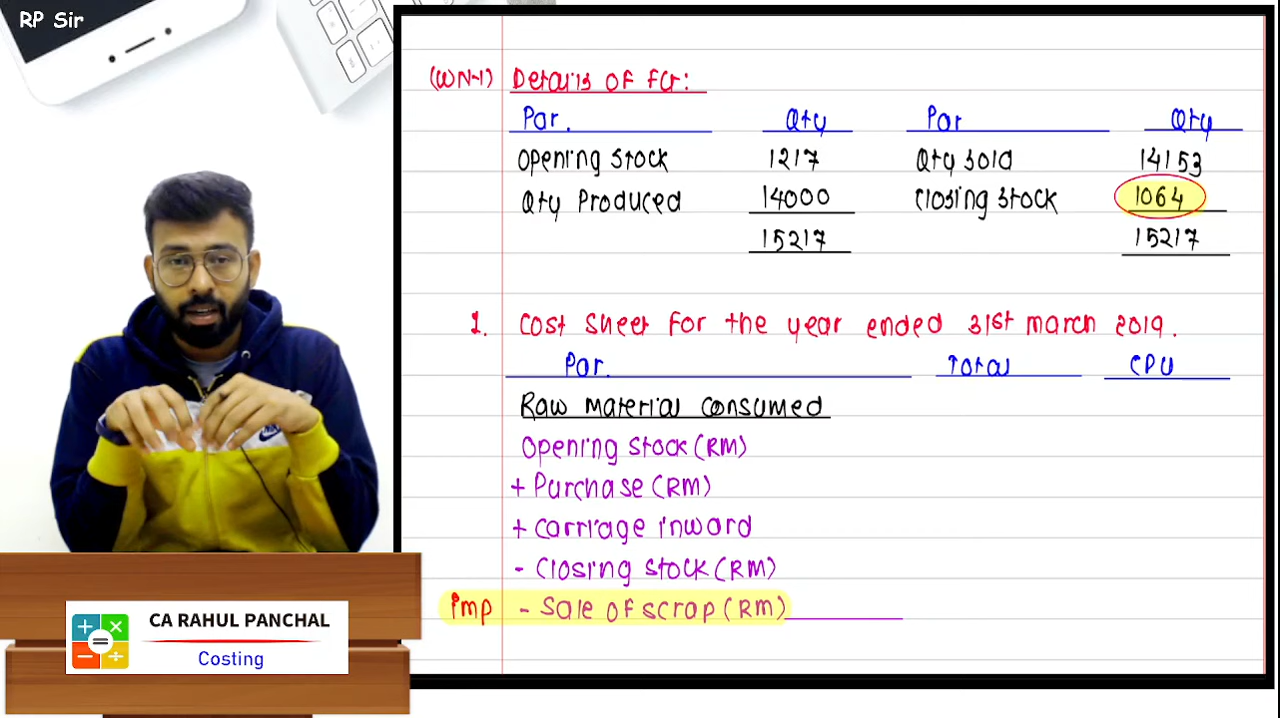 RP Sir
(WN-1) Details of FG:
Par. Qty Par Qty
Opening Stock 1217 Qty Sold 14153
Qty Produced 14000 Closing Stock 1064
15217 15217
1. Cost Sheet for the year ended 31st march 2019.
Par. Total CPU
Raw material consumed
Opening Stock (RM)
+ Purchase (RM)
+ Carriage inward
- Closing stock (RM)
imp - Sale of scrap (RM)
CA RAHUL PANCHAL
Costing